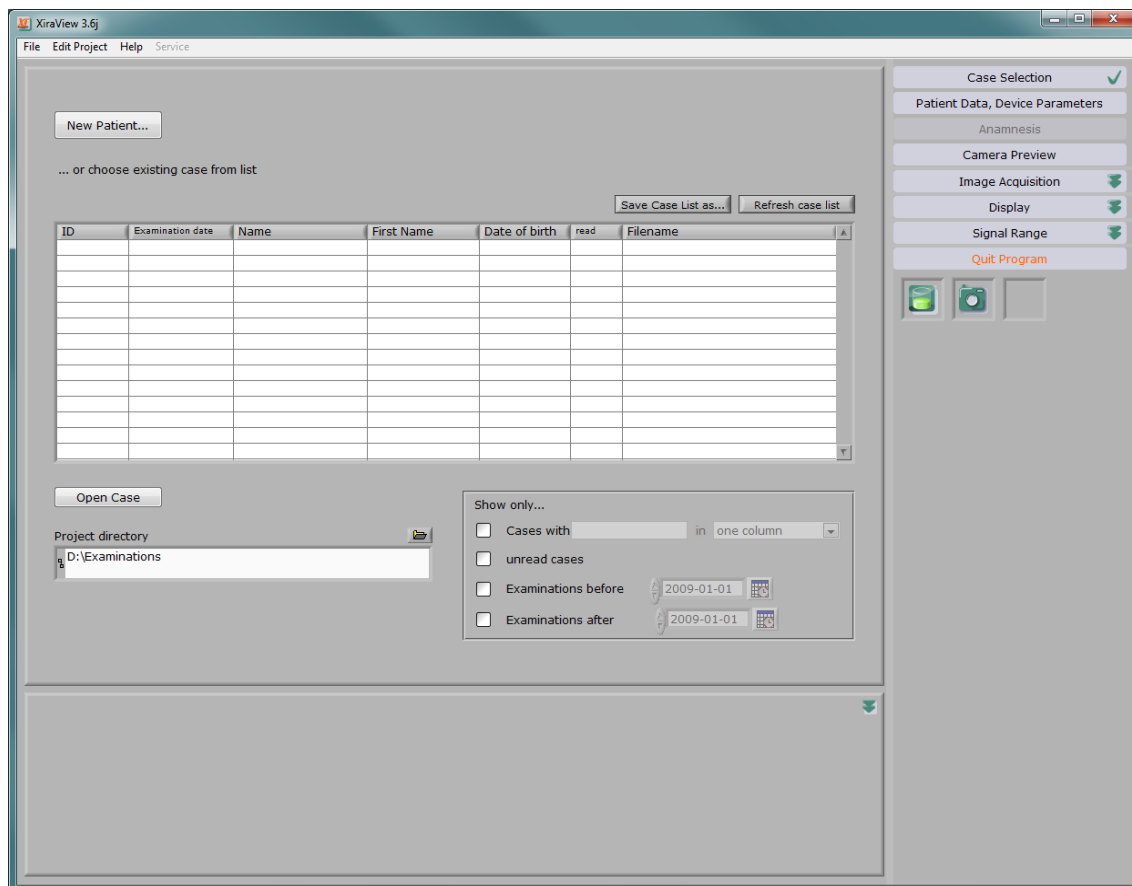 XiraView 3.6j
File Edit Project Help Service
Case Selection
Patient Data, Device Parameters
Anamnesis
Camera Preview
Image Acquisition
Display
Signal Range
Quit Program
New Patient...
... or choose existing case from list
Save Case List as... Refresh case list
ID Examination date Name First Name Date of birth read Filename
Open Case
Project directory
D:\Examinations
Show only...
Cases with in one column
unread cases
Examinations before 2009-01-01
Examinations after 2009-01-01